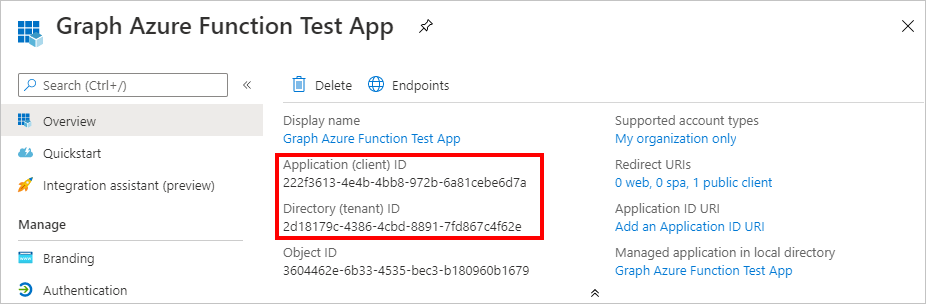 Graph Azure Function Test App
Search (Ctrl+/)
Overview
Quickstart
Integration assistant (preview)
Manage
Branding
Authentication
Delete
Endpoints
Display name
Graph Azure Function Test App
Application (client) ID
222f3613-4e4b-4bb8-972b-6a81cebe6d7a
Directory (tenant) ID
2d18179c-4386-4cbd-8891-7fd867c4f62e
Object ID
3604462e-6b33-4535-bec3-b180960b1679
Supported account types
My organization only
Redirect URIs
0 web, 0 spa, 1 public client
Application ID URI
Add an Application ID URI
Managed application in local directory
Graph Azure Function Test App